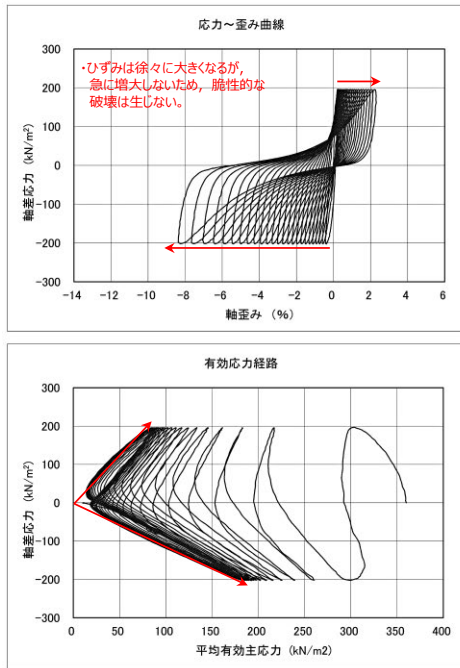 応力～歪み曲線
・ひずみは徐々に大きくなるが，
急に増大しないため，脆性的な
破壊は生じない。
軸差応力 (kN/m²)
300
200
100
0
-100
-200
-300
-14 -12 -10 -8 -6 -4 -2 0 2 4 6
軸歪み （%）
有効応力経路
軸差応力 (kN/m²)
300
200
100
0
-100
-200
-300
0 50 100 150 200 250 300 350 400
平均有効主応力 (kN/m2)